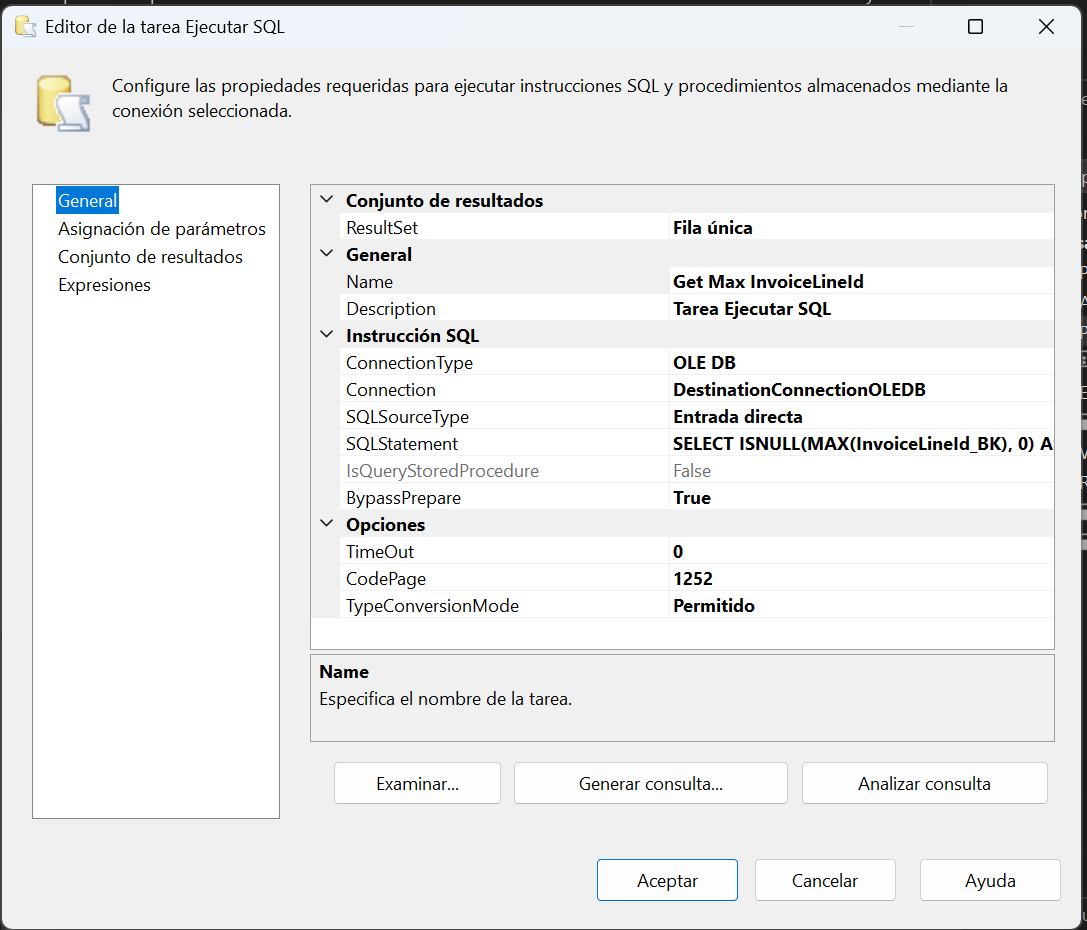 Editor de la tarea Ejecutar SQL
Configure las propiedades requeridas para ejecutar instrucciones SQL y procedimientos almacenados mediante la
conexión seleccionada.
General
Asignación de parámetros
Conjunto de resultados
Expresiones
Conjunto de resultados
ResultSet Fila única
General
Name Get Max InvoiceLineId
Description Tarea Ejecutar SQL
Instrucción SQL
ConnectionType OLE DB
Connection DestinationConnectionOLEDB
SQLSourceType Entrada directa
SQLStatement SELECT ISNULL(MAX(InvoiceLineId_BK), 0) A
IsQueryStoredProcedure False
BypassPrepare True
Opciones
TimeOut 0
CodePage 1252
TypeConversionMode Permitido
Name
Especifica el nombre de la tarea.
Examinar... Generar consulta... Analizar consulta
Aceptar Cancelar Ayuda